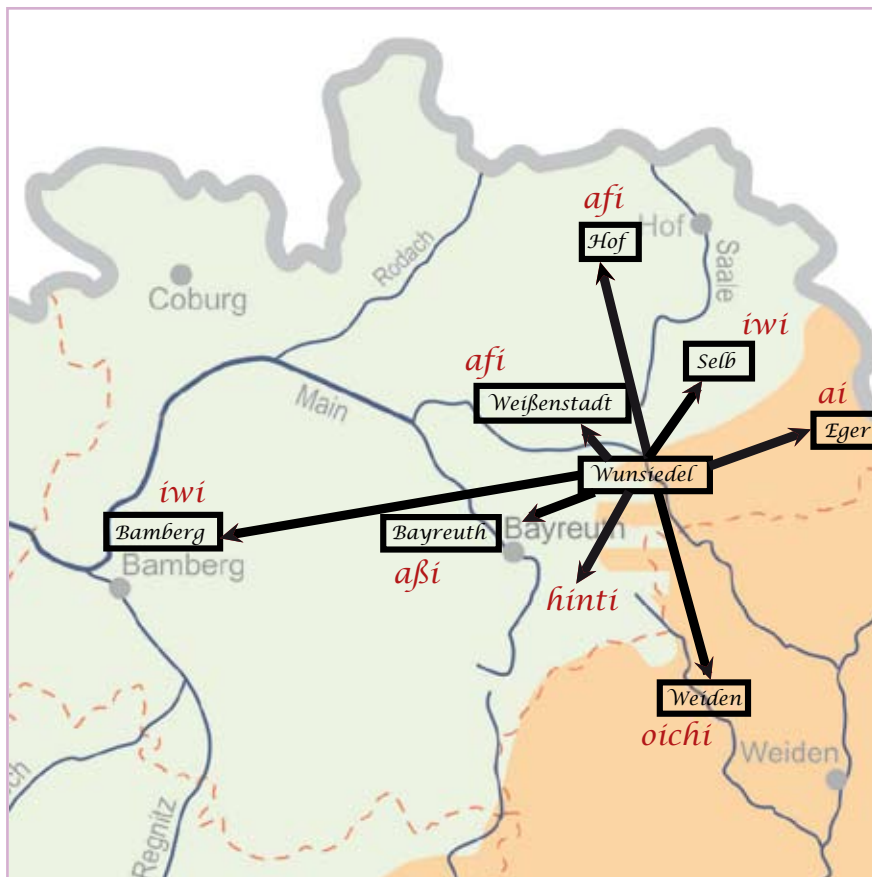 afi
Hof
Hof
Saale
Rodach
Coburg
iwi
Selb
afi
Weißenstadt
Main
ai
Eger
Wunsiedel
iwi
Bamberg
Bamberg
Bayreuth
Bayreuth
aßi
hinti
Weiden
oichi
Weiden
ch
Regnitz